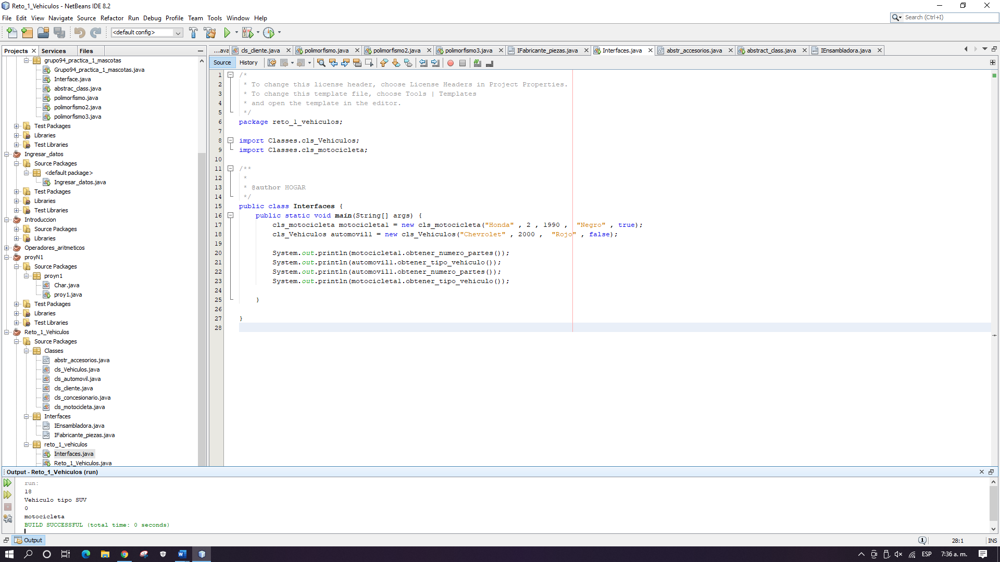 Reto_1_Vehiculos - NetBeans IDE 8.2
File Edit View Navigate Source Refactor Run Debug Profile Team Tools Window Help
Search (Ctrl+I)
<default config>
Projects Services Files
...ava cls_cliente.java polimorfismo.java polimorfismo2.java polimorfismo3.java IFabricante_piezas.java Interfaces.java abstr_accesorios.java abstract_class.java IEnsambladora.java
Source History
grupo94_practica_1_mascotas
Grupo94_practica_1_mascotas.java
Interface.java
abstrac_class.java
polimorfismo.java
polimorfismo2.java
polimorfismo3.java
Test Packages
Libraries
Test Libraries
Ingresar_datos
Source Packages
<default package>
Ingresar_datos.java
Test Packages
Libraries
Test Libraries
Introduccion
Source Packages
Libraries
Operadores_aritmeticos
proyN1
Source Packages
proyn1
Char.java
proy1.java
Test Packages
Libraries
Test Libraries
Reto_1_Vehiculos
Source Packages
Classes
abstr_accesorios.java
cls_Vehiculos.java
cls_automovil.java
cls_cliente.java
cls_concesionario.java
cls_motocicleta.java
Interfaces
IEnsambladora.java
IFabricante_piezas.java
reto_1_vehiculos
Interfaces.java
Reto_1_Vehiculos.java
1 /*
2 * To change this license header, choose License Headers in Project Properties.
3 * To change this template file, choose Tools | Templates
4 * and open the template in the editor.
5 */
6 package reto_1_vehiculos;
7
8 import Classes.cls_Vehiculos;
9 import Classes.cls_motocicleta;
10
11 /**
12 *
13 * @author HOGAR
14 */
15 public class Interfaces {
16 public static void main(String[] args) {
17 cls_motocicleta motocicleta1 = new cls_motocicleta("Honda" , 2 , 1990 , "Negro" , true);
18 cls_Vehiculos automovil1 = new cls_Vehiculos("Chevrolet" , 2000 , "Rojo" , false);
19
20 System.out.println(motocicleta1.obtener_numero_partes());
21 System.out.println(automovil1.obtener_tipo_vehiculo());
22 System.out.println(automovil1.obtener_numero_partes());
23 System.out.println(motocicleta1.obtener_tipo_vehiculo());
24
25 }
26
27 }
28
Output - Reto_1_Vehiculos (run)
run:
18
Vehiculo tipo SUV
0
motocicleta
BUILD SUCCESSFUL (total time: 0 seconds)
Output
1
28:1 INS
ESP 7:36 a. m.